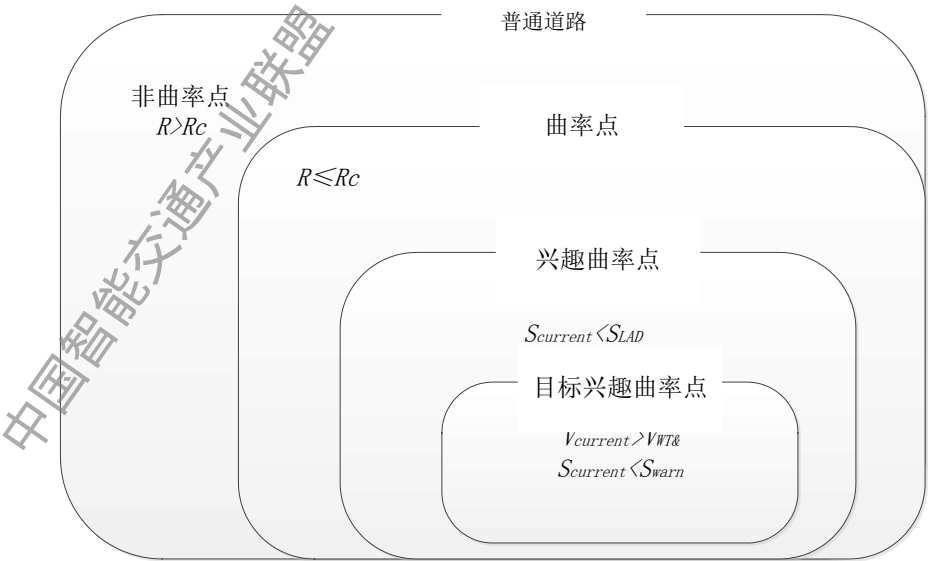 普通道路
非曲率点
R>Rc
曲率点
R≤Rc
兴趣曲率点
Scurrent<SLAD
目标兴趣曲率点
Vcurrent>VWT&
Scurrent<Swarn
中国智能交通产业联盟